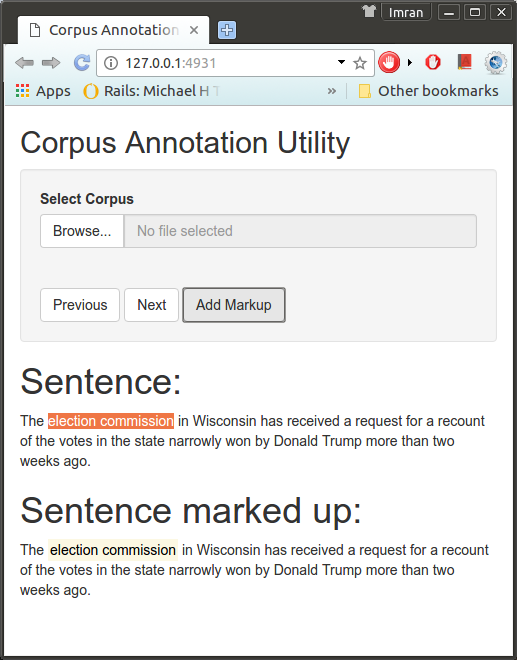 Imran
Corpus Annotation
127.0.0.1:4931
Apps Rails: Michael H T » Other bookmarks
Corpus Annotation Utility
Select Corpus
Browse... No file selected
Previous Next Add Markup
Sentence:
The election commission in Wisconsin has received a request for a recount
of the votes in the state narrowly won by Donald Trump more than two
weeks ago.
Sentence marked up:
The election commission in Wisconsin has received a request for a recount
of the votes in the state narrowly won by Donald Trump more than two
weeks ago.